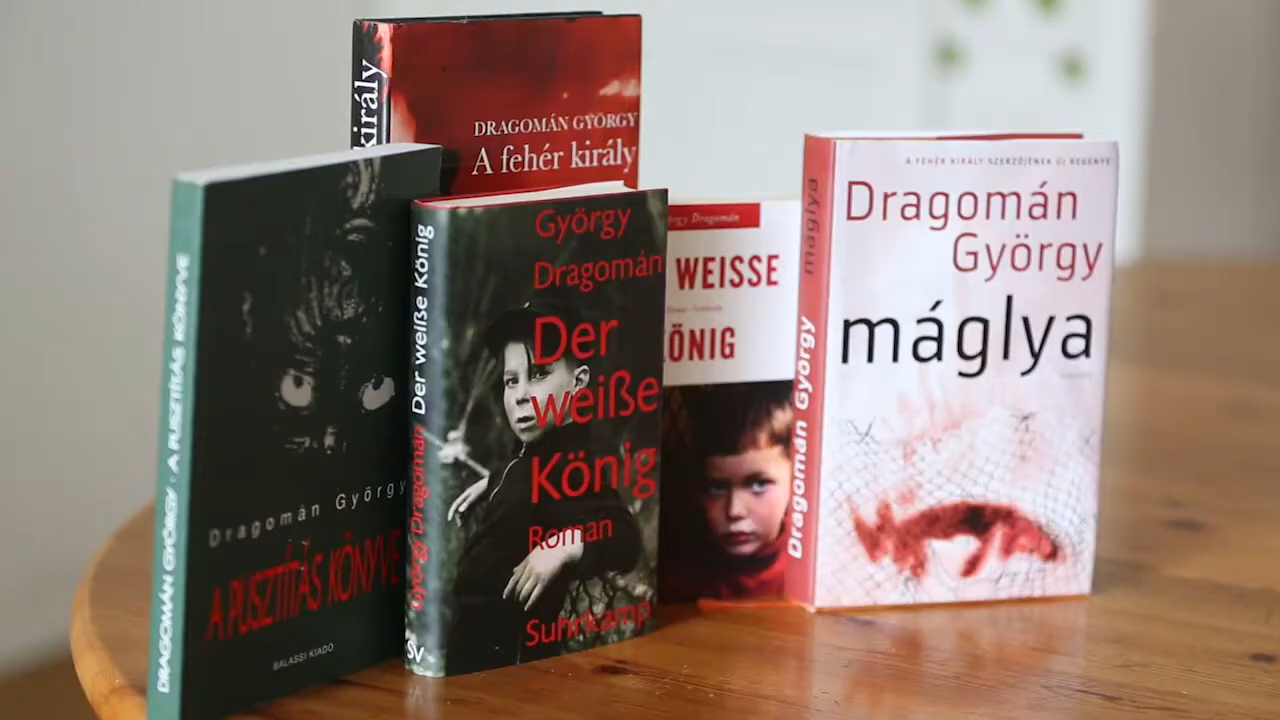 király
DRAGOMÁN GYÖRGY
A fehér király
DRAGOMÁN GYÖRGY · A PUSZTÍTÁS KÖNYVE
Dragomán György
A PUSZTÍTÁS KÖNYVE
BALASSI KIADÓ
György Dragomán Der weiße König
SV
György
Dragomán
Der
weiße
König
Roman
Suhrkamp
Dragomán
WEISSE
KÖNIG
Dragomán György máglya
A FEHÉR KIRÁLY SZERZŐJÉNEK ÚJ REGÉNYE
Dragomán
György
máglya